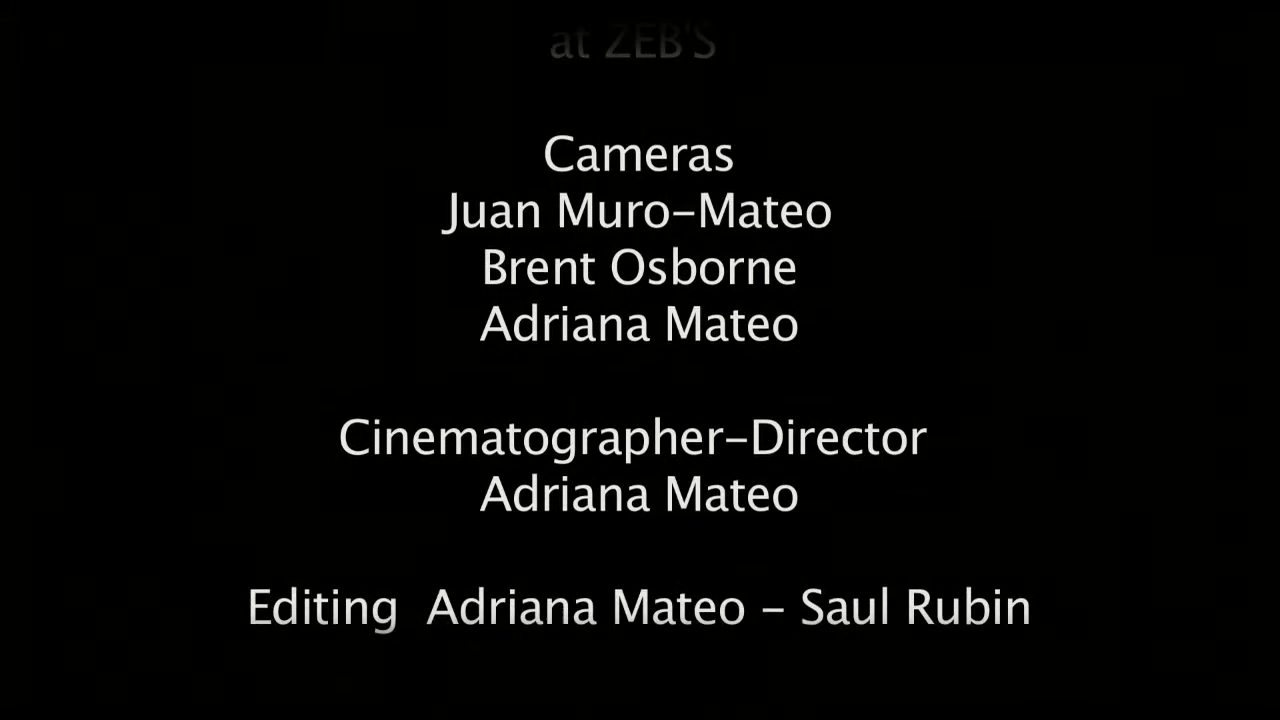 at ZEB'S
Cameras
Juan Muro-Mateo
Brent Osborne
Adriana Mateo
Cinematographer-Director
Adriana Mateo
Editing  Adriana Mateo - Saul Rubin